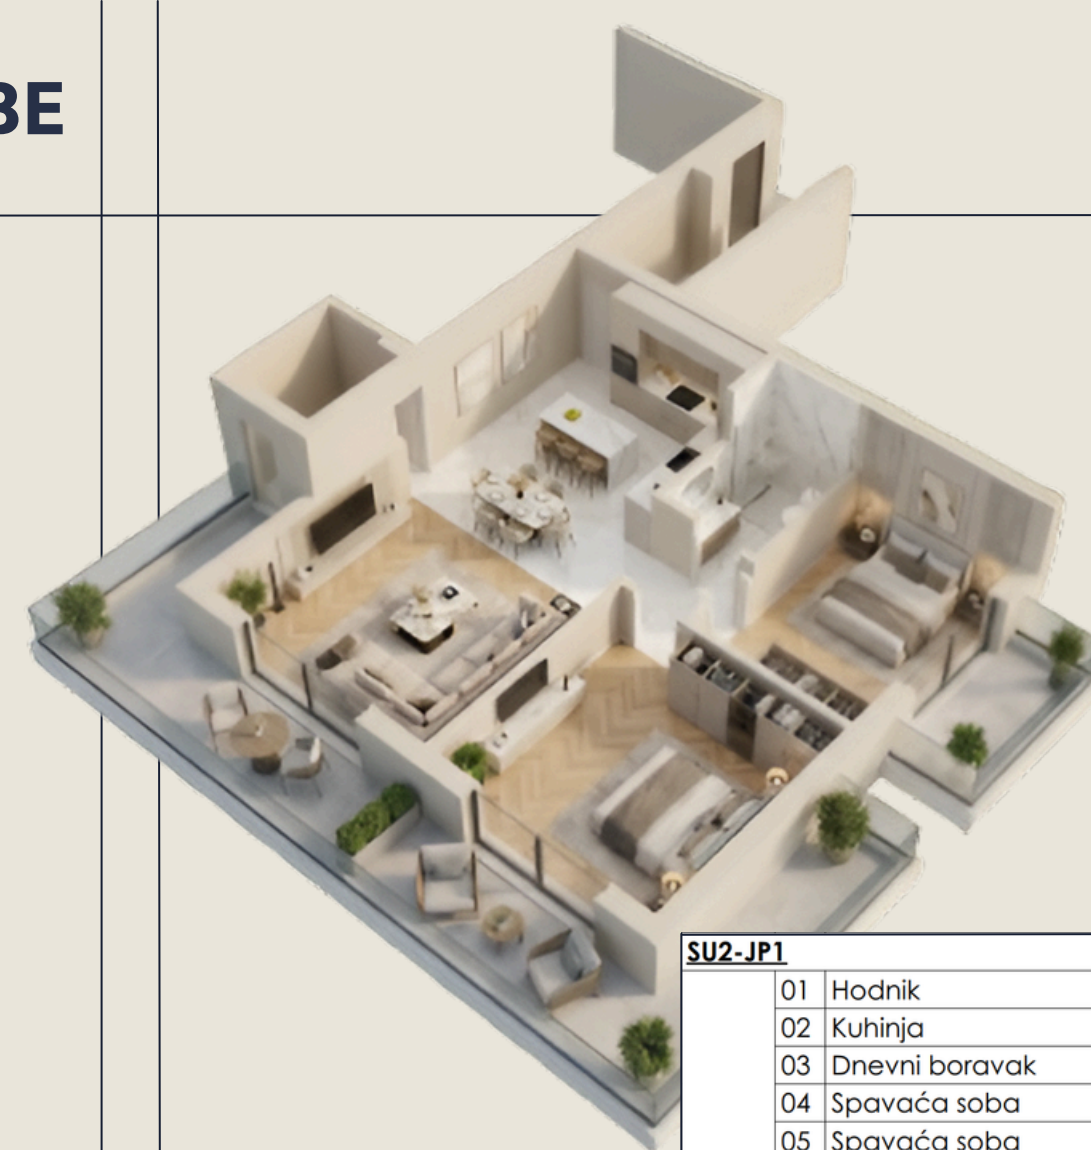 BE
SU2-JP1
01 Hodnik
02 Kuhinja
03 Dnevni boravak
04 Spavaća soba
05 Spavaća soba